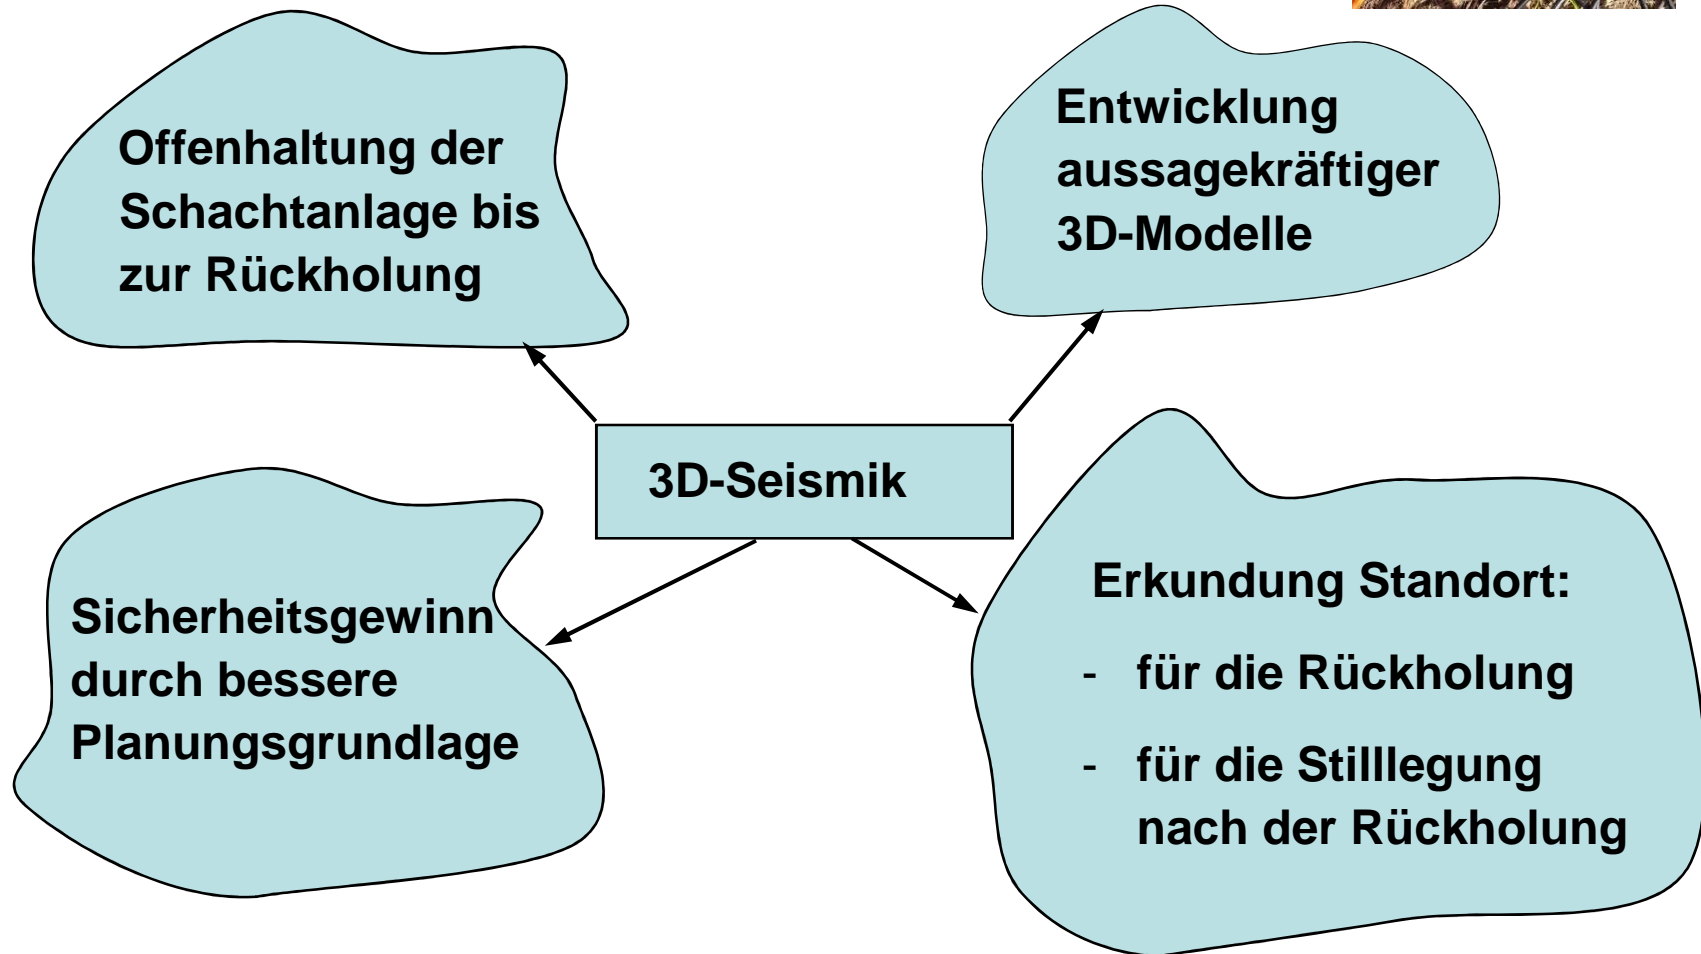 Offenhaltung der
Schachtanlage bis
zur Rückholung
Entwicklung
aussagekräftiger
3D-Modelle
3D-Seismik
Sicherheitsgewinn
durch bessere
Planungsgrundlage
Erkundung Standort:
- für die Rückholung
- für die Stilllegung
nach der Rückholung